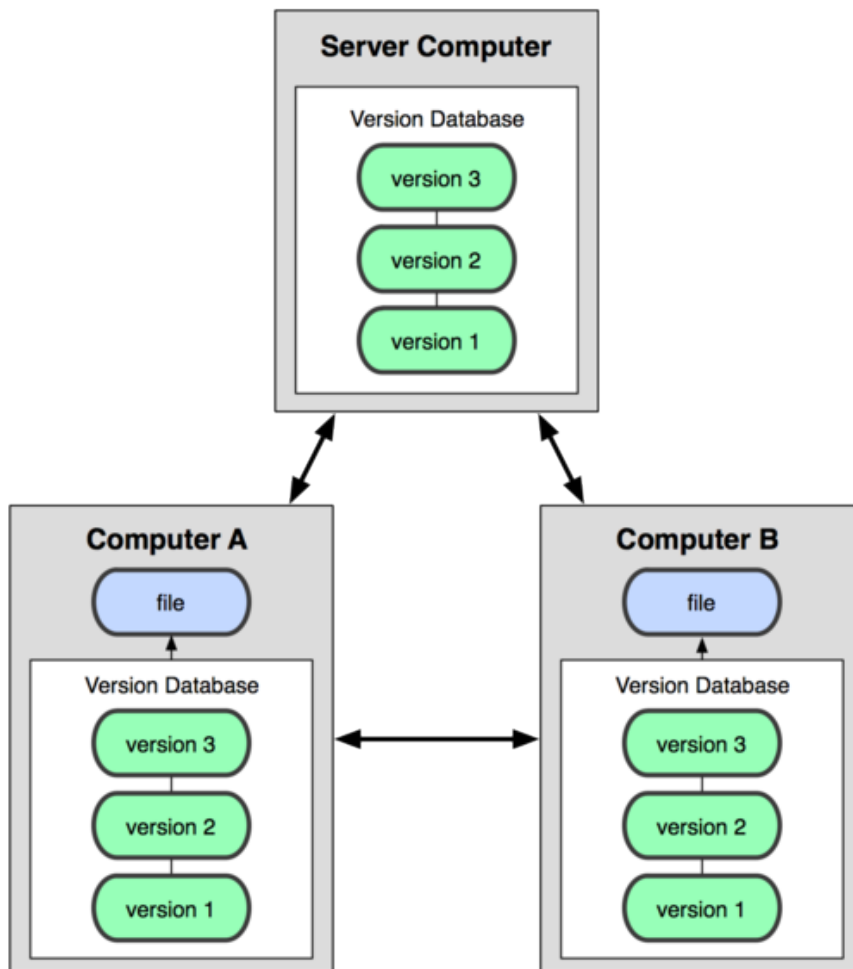 Server Computer
Version Database
version 3
version 2
version 1
Computer A
file
Version Database
version 3
version 2
version 1
Computer B
file
Version Database
version 3
version 2
version 1